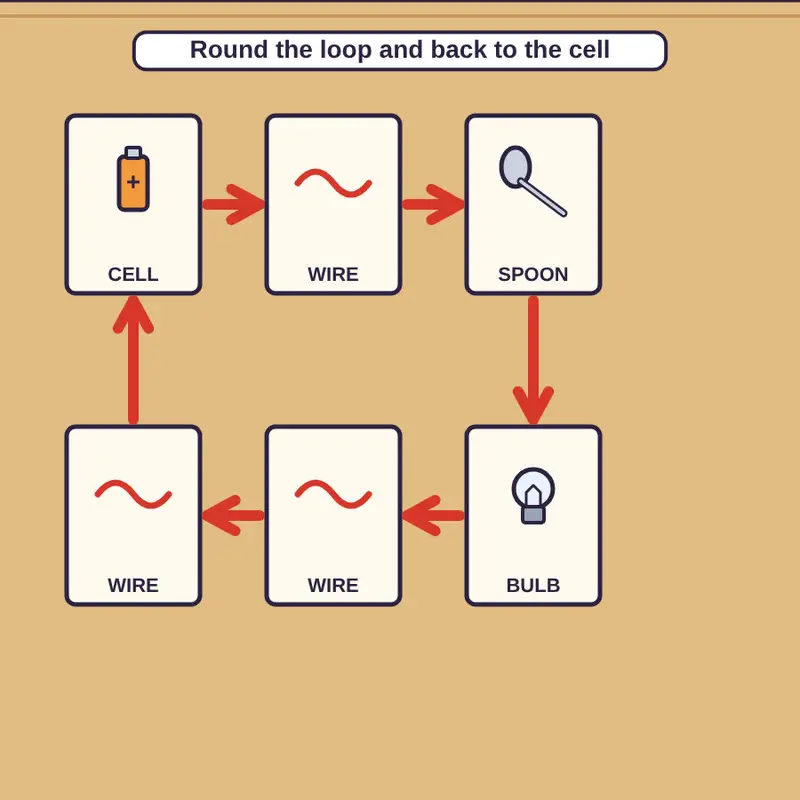 Round the loop and back to the cell
+
CELL
WIRE
SPOON
WIRE
WIRE
BULB